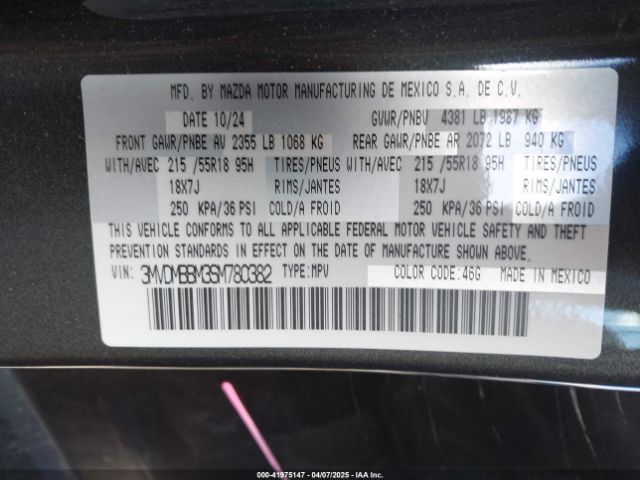 MFD. BY MAZDA MOTOR MANUFACTURING DE MEXICO S.A. DE C.V.
DATE 10/24 GVWR/PNBV 4381 LB 1987 KG
FRONT GAWR/PNBE AV 2355 LB 1068 KG REAR GAWR/PNBE AR 2072 LB 940 KG
WITH/AVEC 215 /55R18 95H TIRES/PNEUS WITH/AVEC 215 /55R18 95H TIRES/PNEUS
18X7J RIMS/JANTES 18X7J RIMS/JANTES
250 KPA/36 PSI COLD/A FROID 250 KPA/36 PSI COLD/A FROID
THIS VEHICLE CONFORMS TO ALL APPLICABLE FEDERAL MOTOR VEHICLE SAFETY AND THEFT
PREVENTION STANDARDS IN EFFECT ON THE DATE OF MANUFACTURE SHOWN ABOVE.
VIN: 3MVDMBBM3SM780382 TYPE:MPV COLOR CODE:46G MADE IN MEXICO
000-41975147 - 04/07/2025 - IAAI.COM